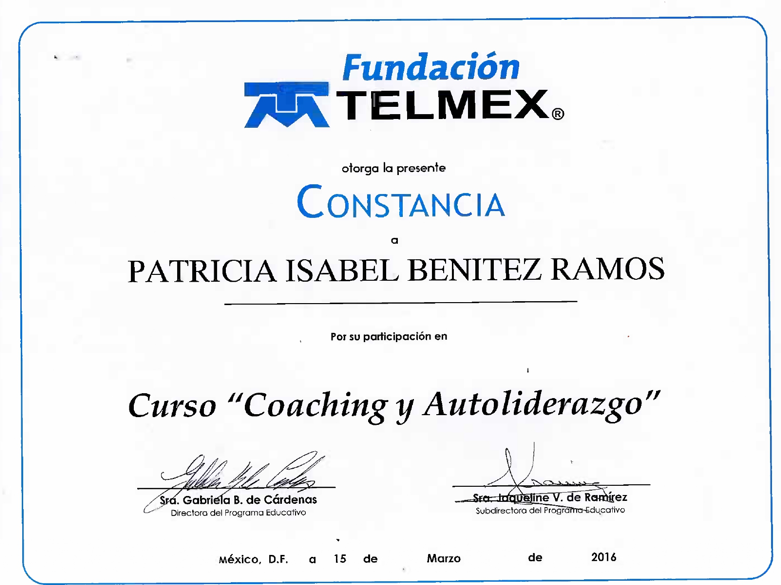 Fundación
TELMEX®
otorga la presente
CONSTANCIA
a
PATRICIA ISABEL BENITEZ RAMOS
Por su participación en
Curso "Coaching y Autoliderazgo"
Sra. Gabriela B. de Cárdenas
Directora del Programa Educativo
Sra. Jaqueline V. de Ramírez
Subdirectora del Programa Educativo
México, D.F. a 15 de Marzo de 2016